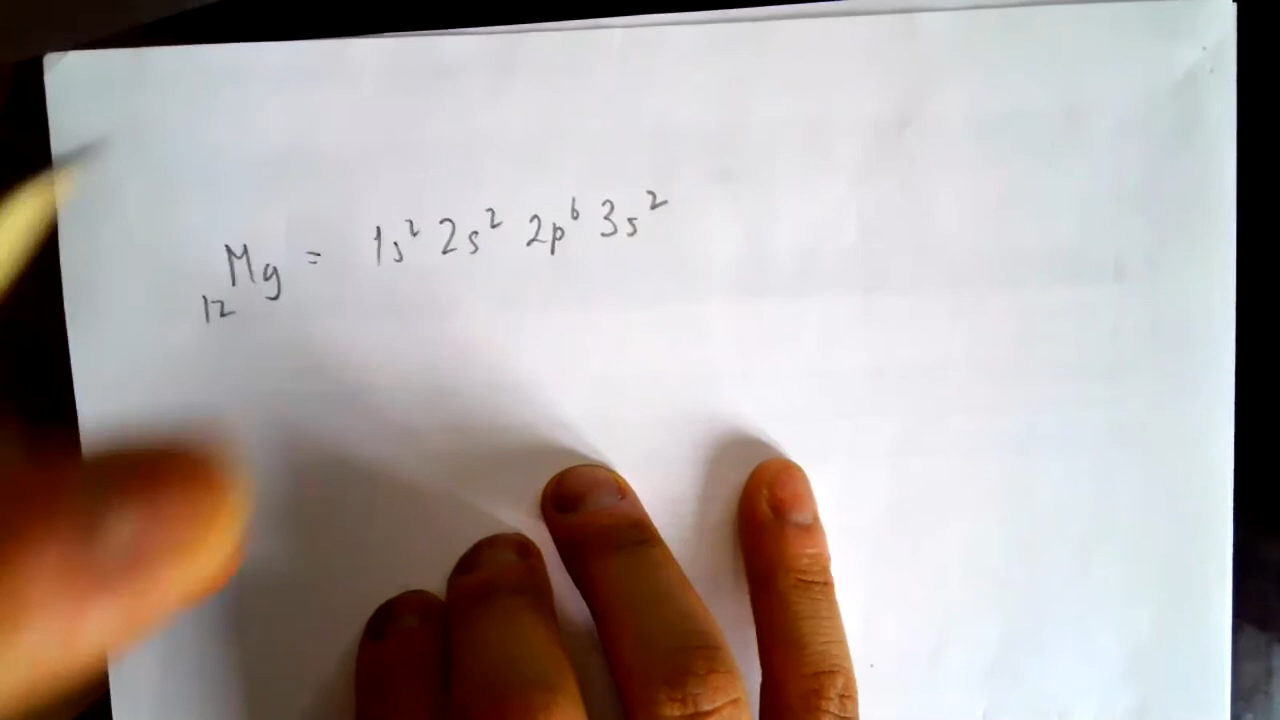 ₁₂Mg = 1s² 2s² 2p⁶ 3s²